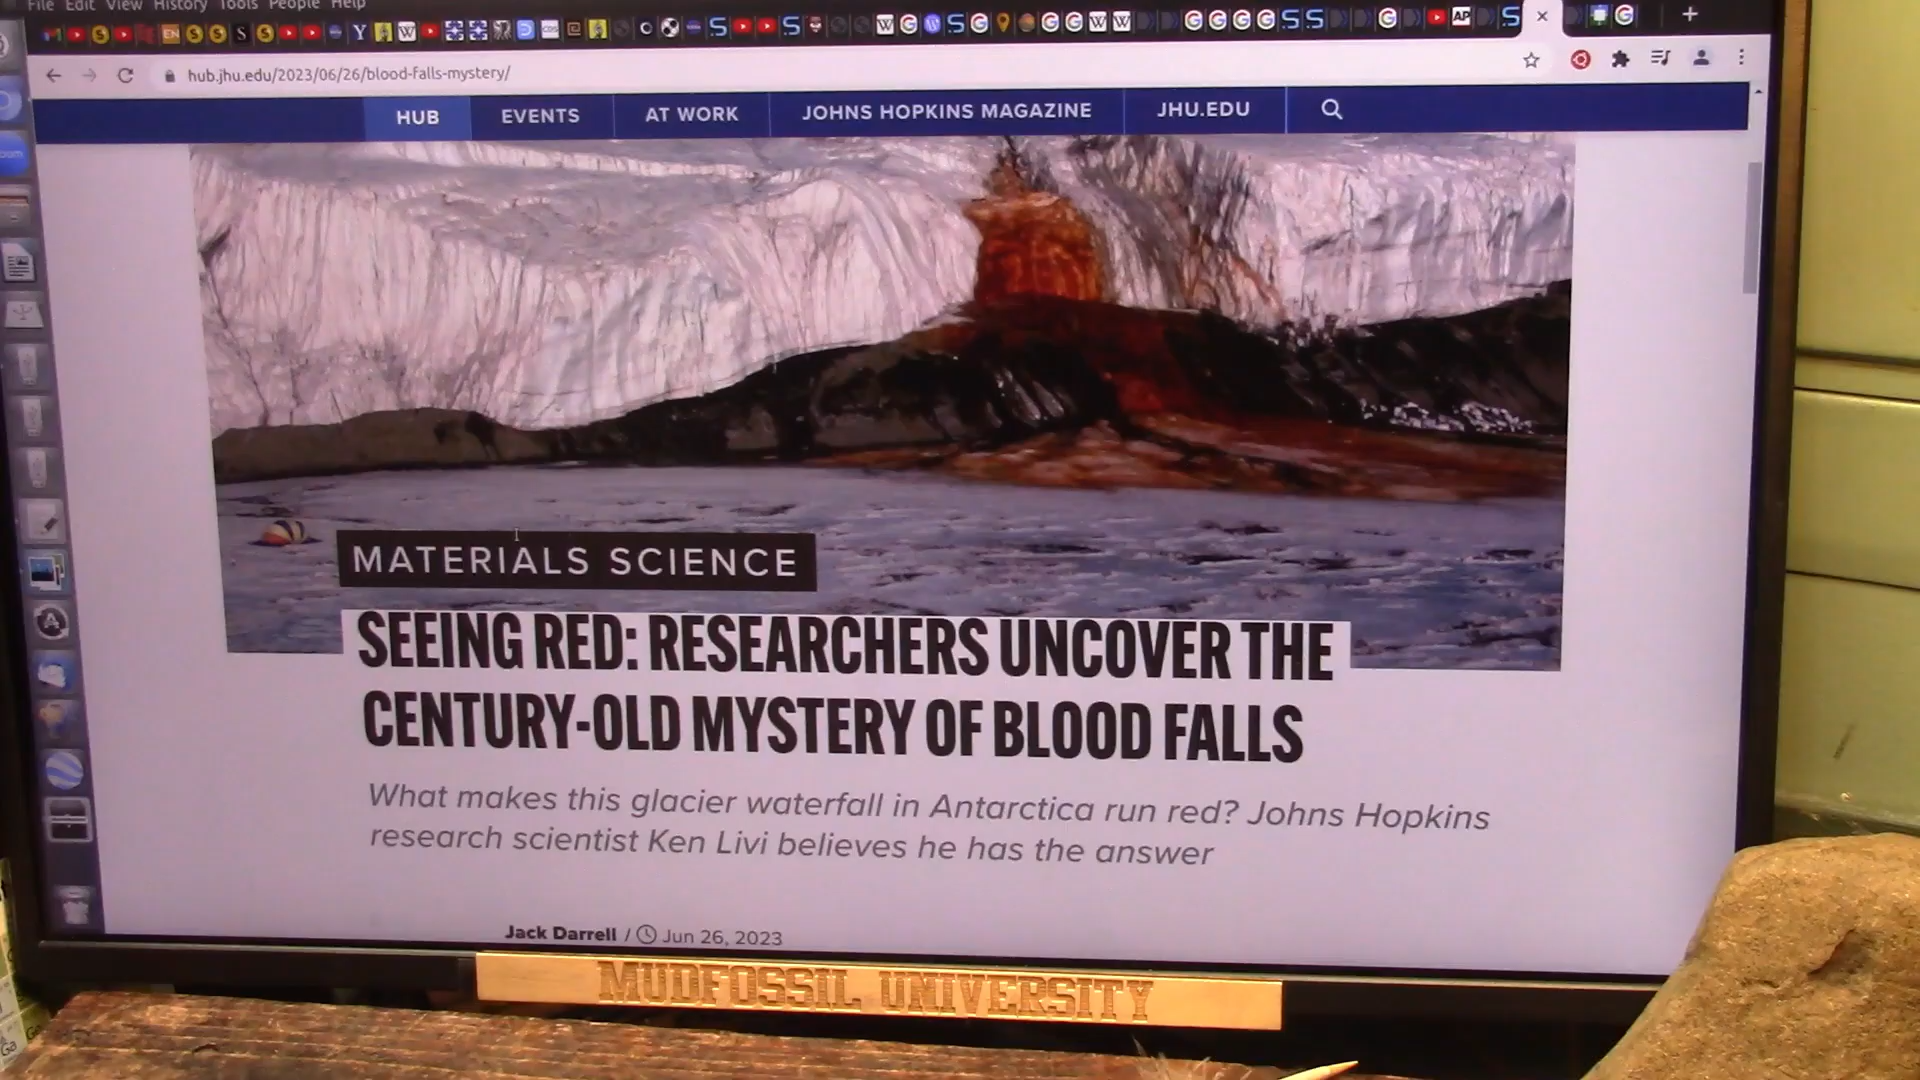 File Edit View History Tools People Help
hub.jhu.edu/2023/06/26/blood-falls-mystery/
HUB EVENTS AT WORK JOHNS HOPKINS MAGAZINE JHU.EDU
MATERIALS SCIENCE
SEEING RED: RESEARCHERS UNCOVER THE
CENTURY-OLD MYSTERY OF BLOOD FALLS
What makes this glacier waterfall in Antarctica run red? Johns Hopkins
research scientist Ken Livi believes he has the answer
Jack Darrell / Jun 26, 2023
MUDFOSSIL UNIVERSITY